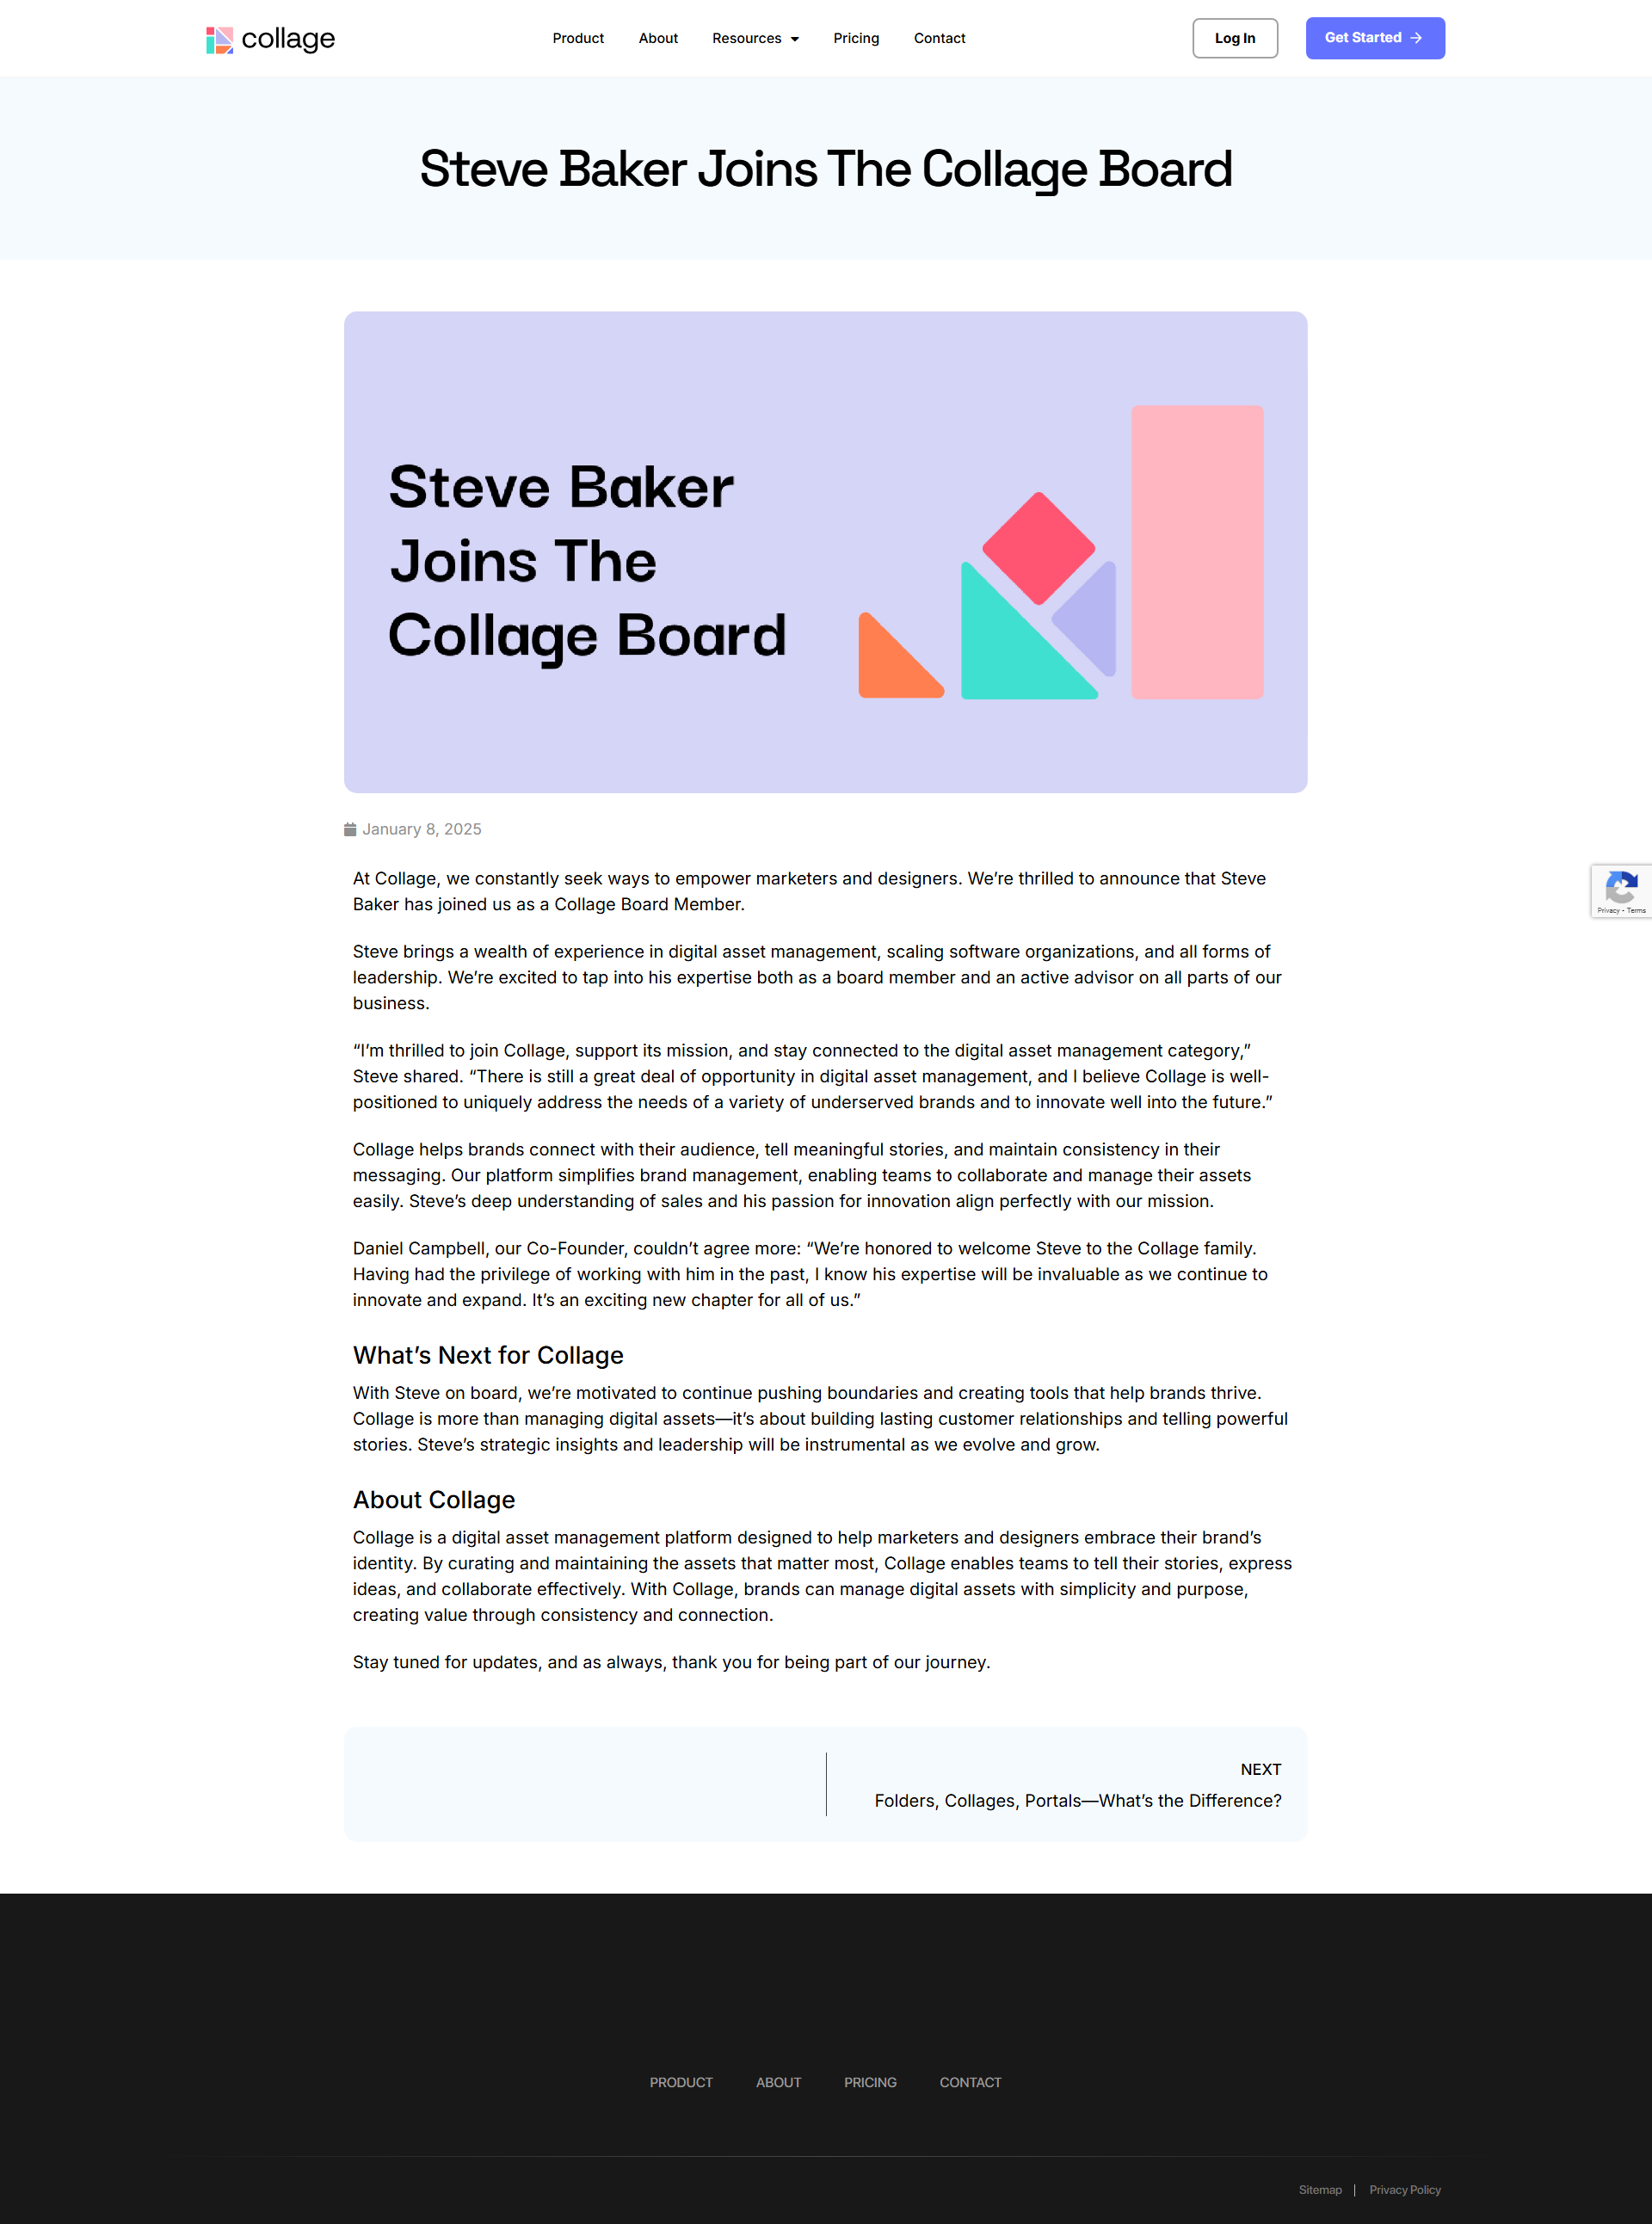 collage
Product About Resources Pricing Contact
Log In
Get Started
Steve Baker Joins The Collage Board
Steve Baker
Joins The
Collage Board
January 8, 2025
At Collage, we constantly seek ways to empower marketers and designers. We’re thrilled to announce that Steve
Baker has joined us as a Collage Board Member.
Steve brings a wealth of experience in digital asset management, scaling software organizations, and all forms of
leadership. We’re excited to tap into his expertise both as a board member and an active advisor on all parts of our
business.
“I’m thrilled to join Collage, support its mission, and stay connected to the digital asset management category,”
Steve shared. “There is still a great deal of opportunity in digital asset management, and I believe Collage is well-
positioned to uniquely address the needs of a variety of underserved brands and to innovate well into the future.”
Collage helps brands connect with their audience, tell meaningful stories, and maintain consistency in their
messaging. Our platform simplifies brand management, enabling teams to collaborate and manage their assets
easily. Steve’s deep understanding of sales and his passion for innovation align perfectly with our mission.
Daniel Campbell, our Co-Founder, couldn’t agree more: “We’re honored to welcome Steve to the Collage family.
Having had the privilege of working with him in the past, I know his expertise will be invaluable as we continue to
innovate and expand. It’s an exciting new chapter for all of us.”
What’s Next for Collage
With Steve on board, we’re motivated to continue pushing boundaries and creating tools that help brands thrive.
Collage is more than managing digital assets—it’s about building lasting customer relationships and telling powerful
stories. Steve’s strategic insights and leadership will be instrumental as we evolve and grow.
About Collage
Collage is a digital asset management platform designed to help marketers and designers embrace their brand’s
identity. By curating and maintaining the assets that matter most, Collage enables teams to tell their stories, express
ideas, and collaborate effectively. With Collage, brands can manage digital assets with simplicity and purpose,
creating value through consistency and connection.
Stay tuned for updates, and as always, thank you for being part of our journey.
NEXT
Folders, Collages, Portals—What’s the Difference?
Privacy - Terms
PRODUCT ABOUT PRICING CONTACT
Sitemap | Privacy Policy